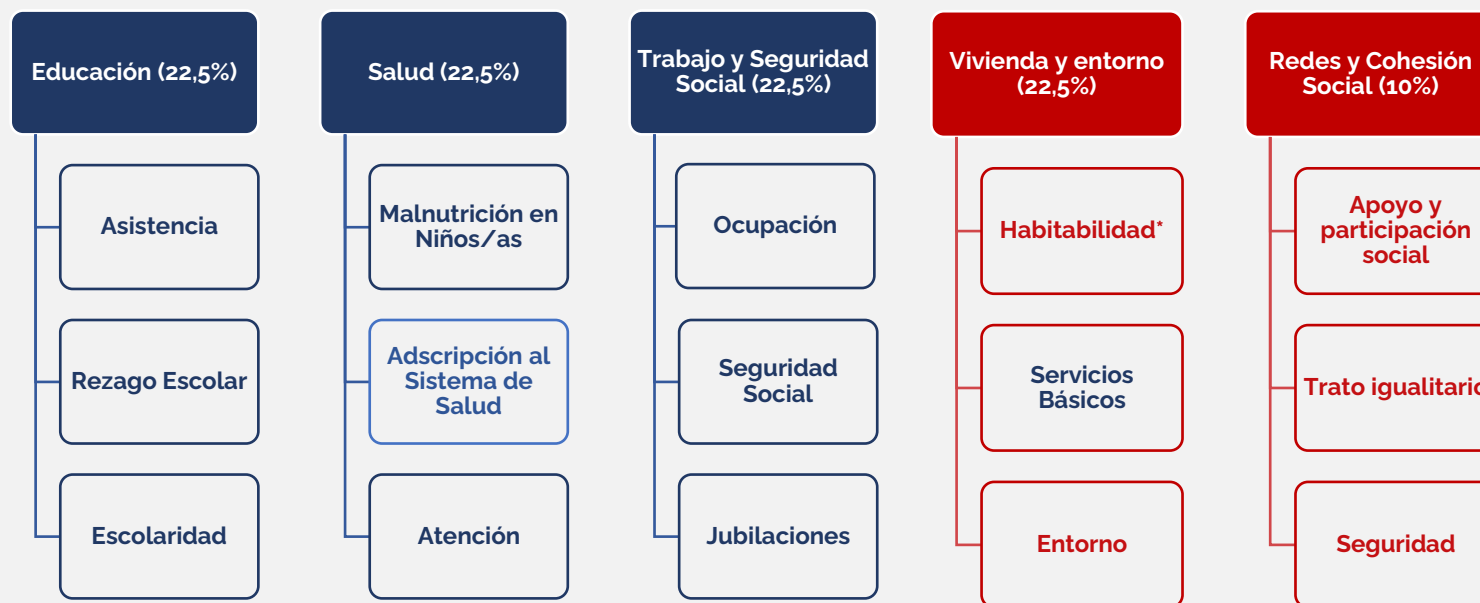 Educación (22,5%)
Asistencia
Rezago Escolar
Escolaridad
Salud (22,5%)
Malnutrición en
Niños/as
Adscripción al
Sistema de
Salud
Atención
Trabajo y Seguridad
Social (22,5%)
Ocupación
Seguridad
Social
Jubilaciones
Vivienda y entorno
(22,5%)
Habitabilidad*
Servicios
Básicos
Entorno
Redes y Cohesión
Social (10%)
Apoyo y
participación
social
Trato igualitario
Seguridad